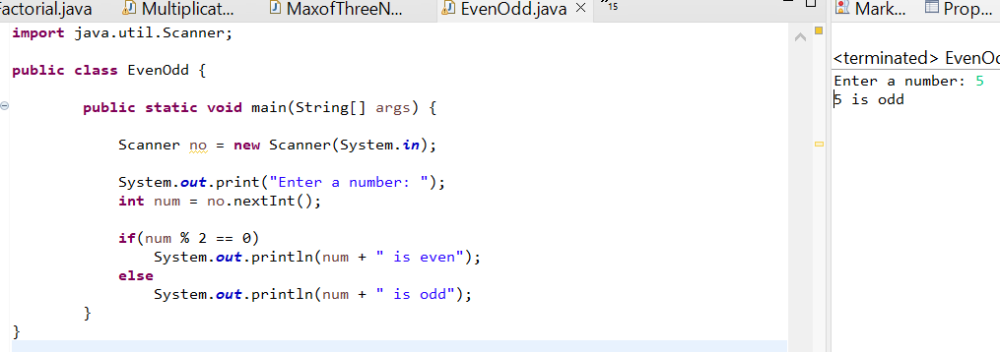 Factorial.java Multiplicat... MaxofThreeN... EvenOdd.java 15
import java.util.Scanner;
public class EvenOdd {
public static void main(String[] args) {
Scanner no = new Scanner(System.in);
System.out.print("Enter a number: ");
int num = no.nextInt();
if(num % 2 == 0)
System.out.println(num + " is even");
else
System.out.println(num + " is odd");
}
}
Mark... Prop...
<terminated> EvenOd
Enter a number: 5
5 is odd